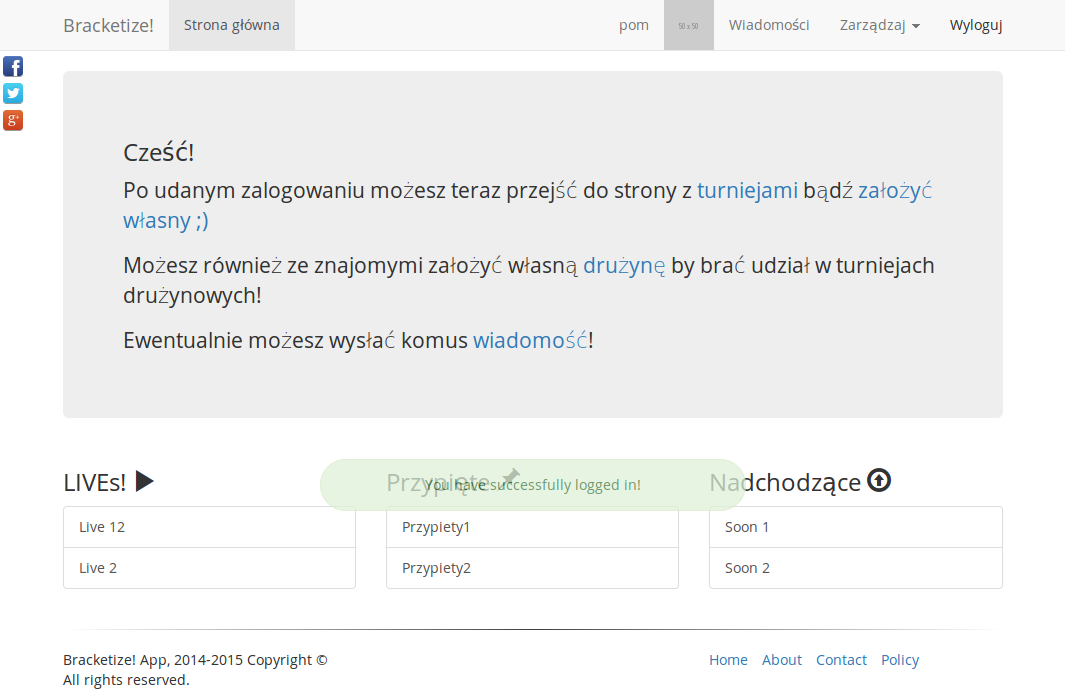 Bracketize! Strona główna pom 50 x 50 Wiadomości Zarządzaj Wyloguj
Cześć!
Po udanym zalogowaniu możesz teraz przejść do strony z turniejami bądź założyć
własny ;)
Możesz również ze znajomymi założyć własną drużynę by brać udział w turniejach
drużynowych!
Ewentualnie możesz wysłać komus wiadomość!
LIVEs! Przypięte Nadchodzące
You have successfully logged in!
Live 12 Przypiety1 Soon 1
Live 2 Przypiety2 Soon 2
Bracketize! App, 2014-2015 Copyright © Home About Contact Policy
All rights reserved.